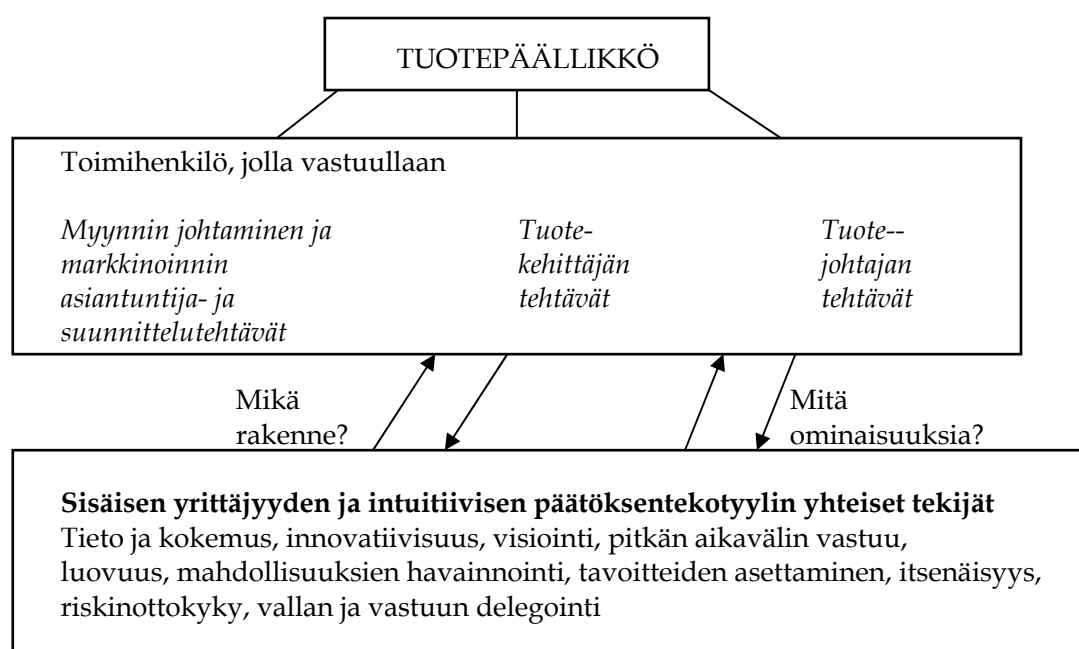 TUOTEPÄÄLLIKKÖ
Toimihenkilö, jolla vastuullaan
Myynnin johtaminen ja
markkinoinnin
asiantuntija- ja
suunnittelutehtävät
Tuote-
kehittäjän
tehtävät
Tuote--
johtajan
tehtävät
Mikä
rakenne?
Mitä
ominaisuuksia?
Sisäisen yrittäjyyden ja intuitiivisen päätöksentekotyylin yhteiset tekijät
Tieto ja kokemus, innovatiivisuus, visiointi, pitkän aikavälin vastuu,
luovuus, mahdollisuuksien havainnointi, tavoitteiden asettaminen, itsenäisyys,
riskinottokyky, vallan ja vastuun delegointi